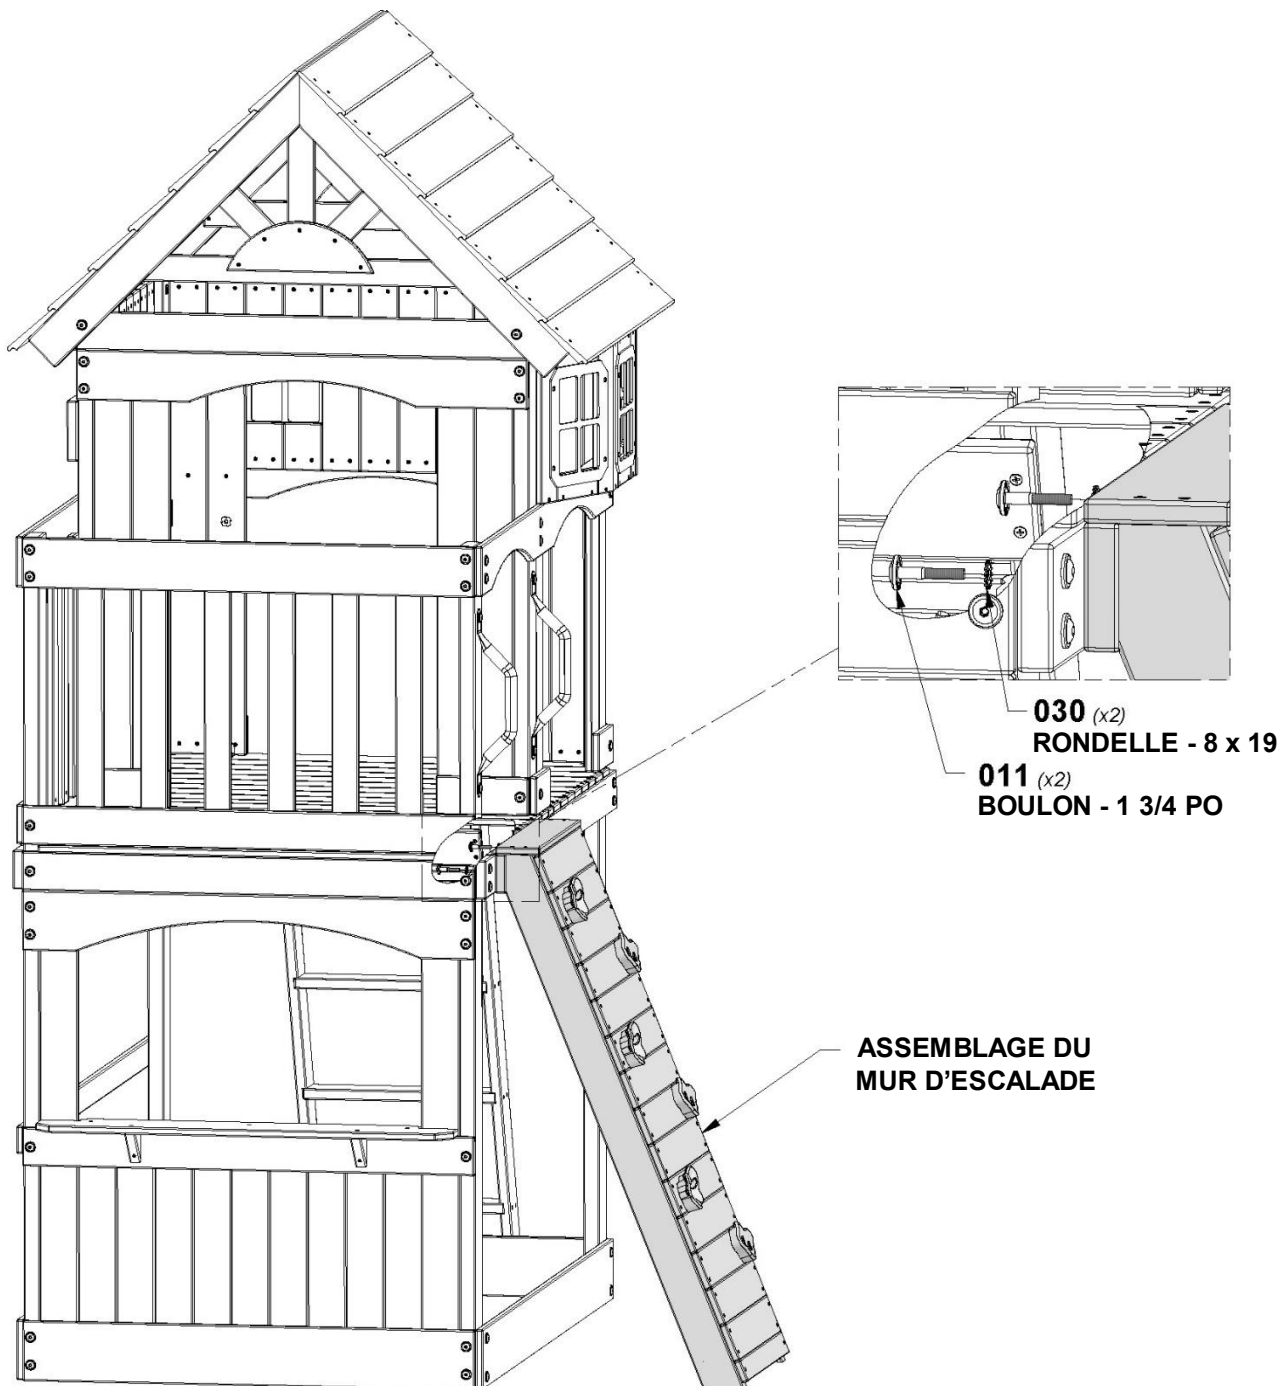 030 (x2)
RONDELLE - 8 x 19
011 (x2)
BOULON - 1 3/4 PO
ASSEMBLAGE DU
MUR D’ESCALADE